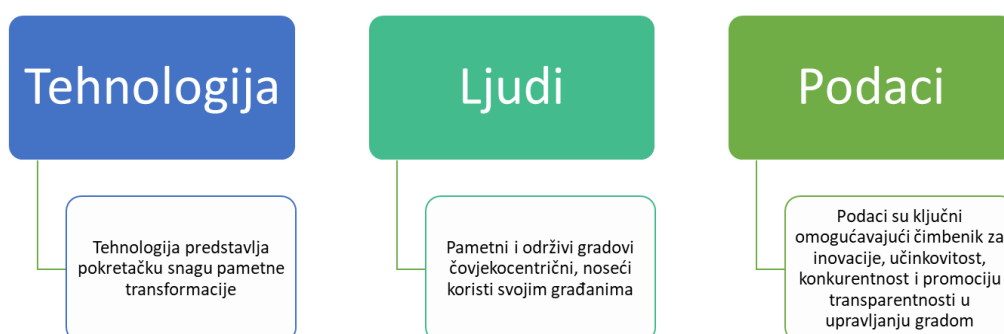 Tehnologija
Tehnologija predstavlja
pokretačku snagu pametne
transformacije
Ljudi
Pametni i održivi gradovi
čovjekocentrični, noseći
koristi svojim građanima
Podaci
Podaci su ključni
omogućavajući čimbenik za
inovacije, učinkovitost,
konkurentnost i promociju
transparentnosti u
upravljanju gradom